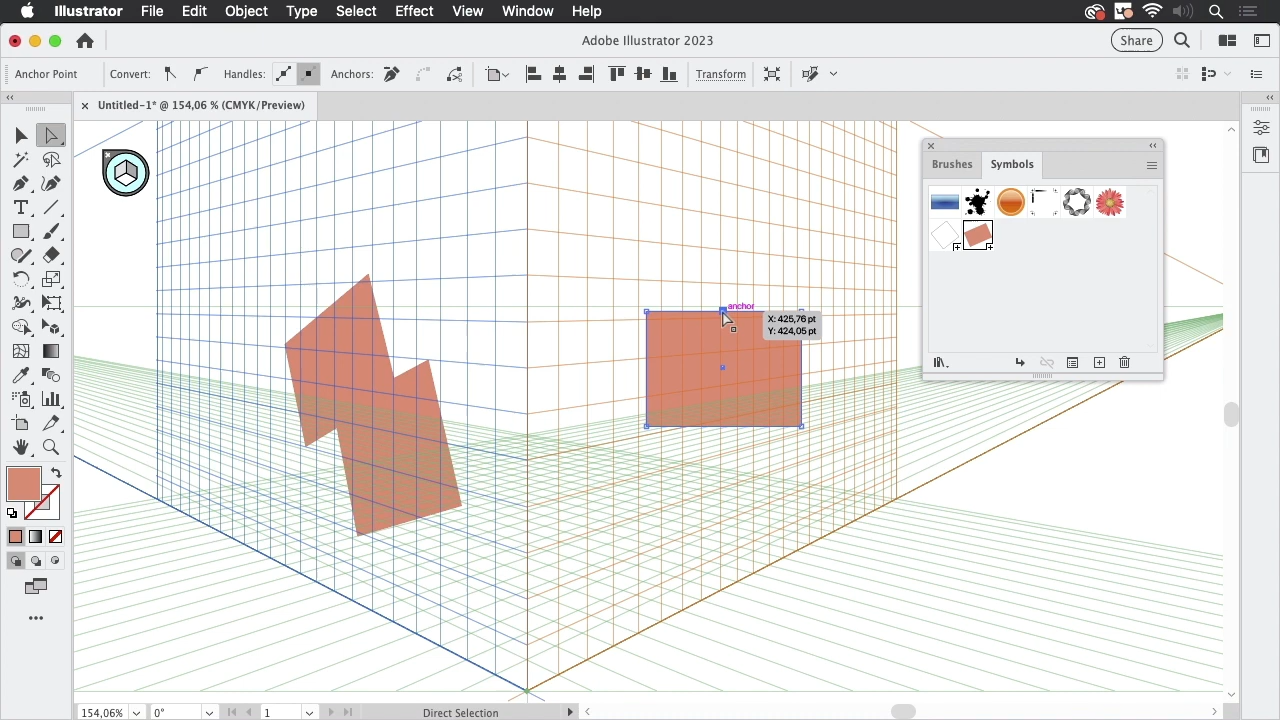 Illustrator File Edit Object Type Select Effect View Window Help
Adobe Illustrator 2023
Share
Anchor Point
Convert:
Handles:
Anchors:
Transform
Untitled-1* @ 154,06 % (CMYK/Preview)
Brushes
Symbols
anchor
X: 425,76 pt
Y: 424,05 pt
154,06%
0°
1
Direct Selection